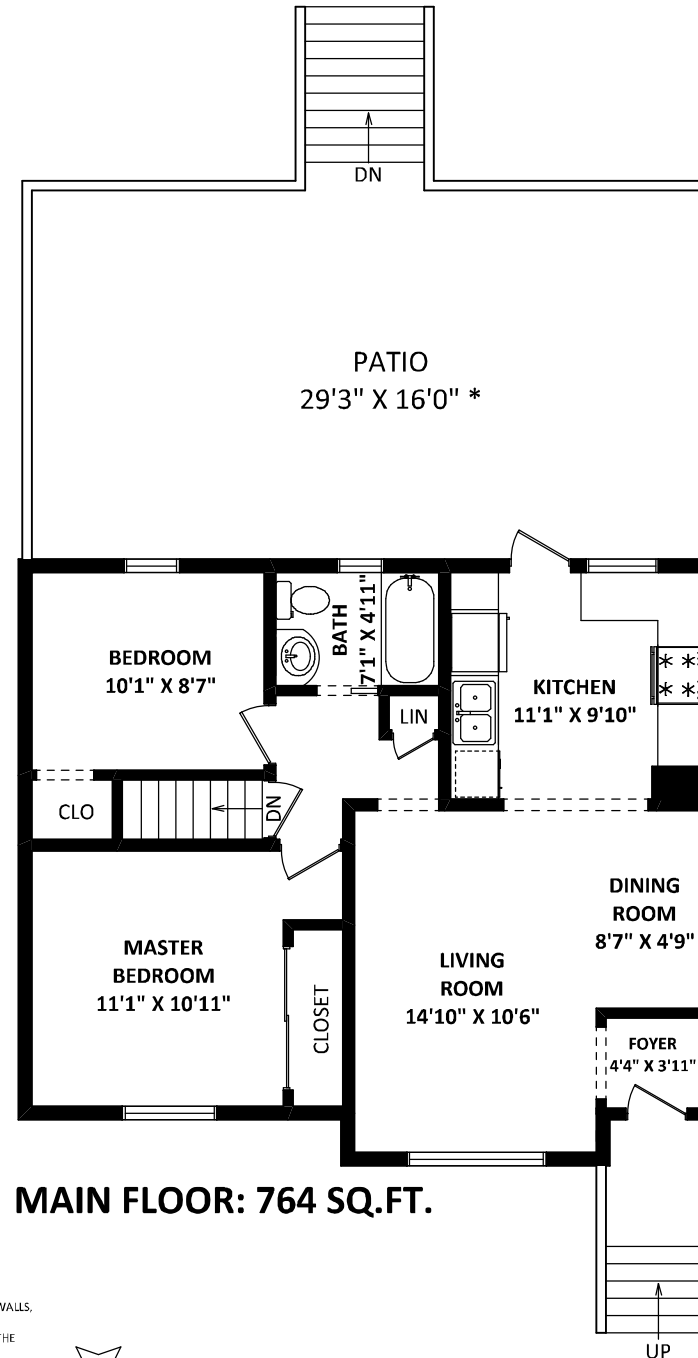 DN
PATIO
29'3" X 16'0" *
BEDROOM
10'1" X 8'7"
BATH
7'1" X 4'11"
LIN
KITCHEN
11'1" X 9'10"
CLO
DN
MASTER
BEDROOM
11'1" X 10'11"
CLOSET
LIVING
ROOM
14'10" X 10'6"
DINING
ROOM
8'7" X 4'9"
FOYER
4'4" X 3'11"
MAIN FLOOR: 764 SQ.FT.
WALLS,
THE
UP